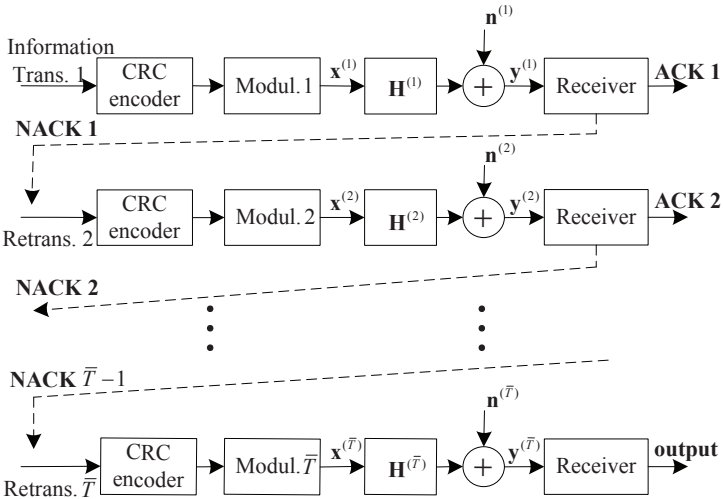 Information
Trans. 1
CRC
encoder
Modul. 1
x^(1)
H^(1)
n^(1)
+
y^(1)
Receiver
ACK 1
NACK 1
Retrans. 2
CRC
encoder
Modul. 2
x^(2)
H^(2)
n^(2)
+
y^(2)
Receiver
ACK 2
NACK 2
NACK T̅ −1
Retrans. T̅
CRC
encoder
Modul. T̅
x^(T̅)
H^(T̅)
n^(T̅)
+
y^(T̅)
Receiver
output